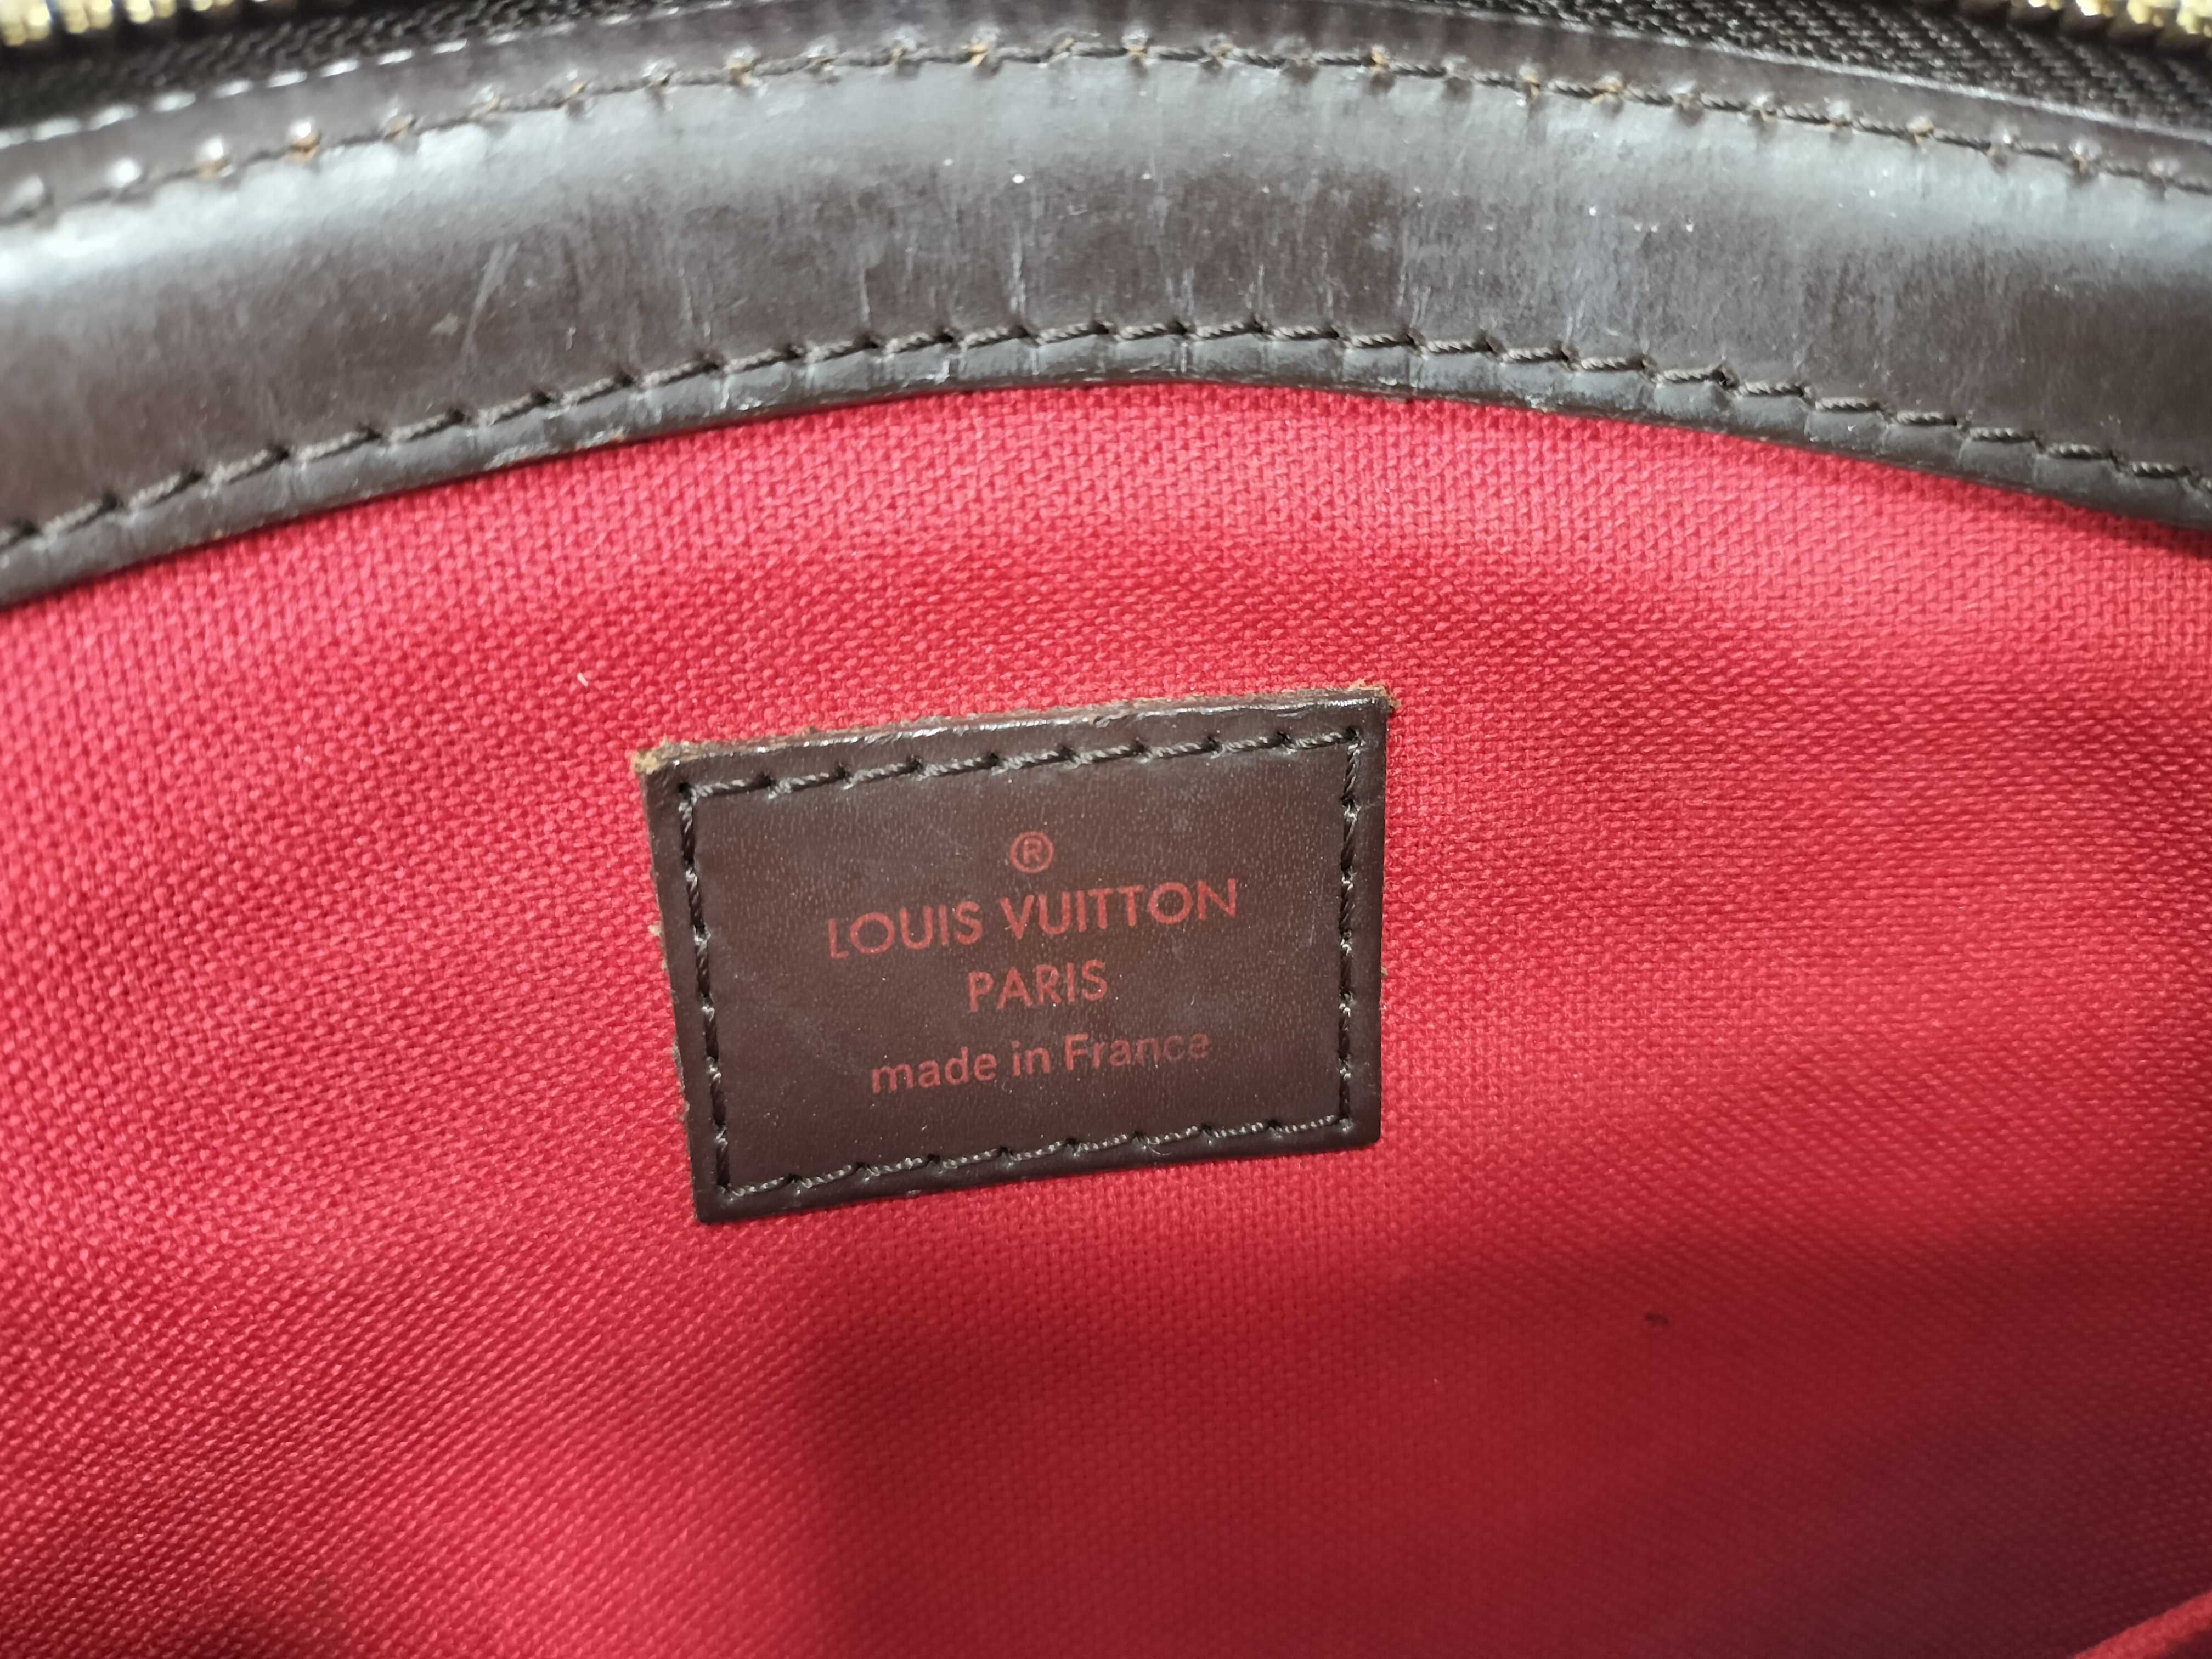 ®
LOUIS VUITTON
PARIS
made in France